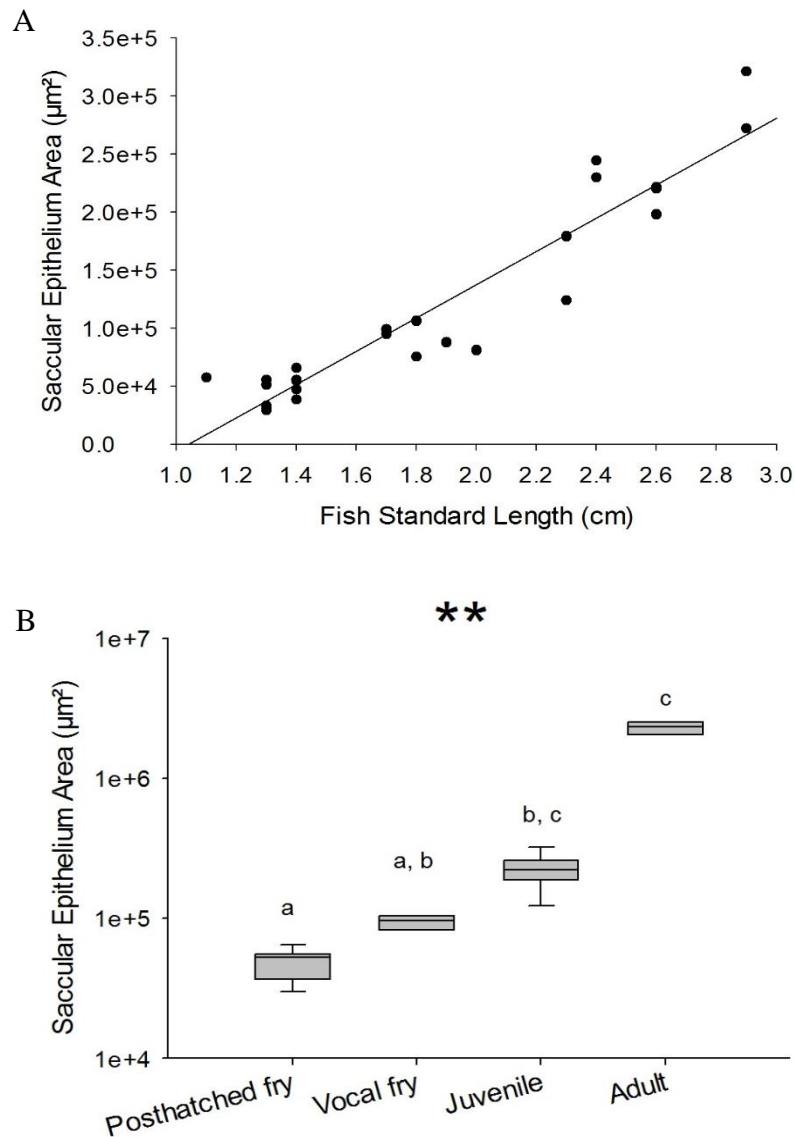 A
Saccular Epithelium Area (µm²)
3.5e+5
3.0e+5
2.5e+5
2.0e+5
1.5e+5
1.0e+5
5.0e+4
0.0
1.0 1.2 1.4 1.6 1.8 2.0 2.2 2.4 2.6 2.8 3.0
Fish Standard Length (cm)
B
**
Saccular Epithelium Area (µm²)
1e+7
1e+6
1e+5
1e+4
a
a, b
b, c
c
Posthatched fry
Vocal fry
Juvenile
Adult